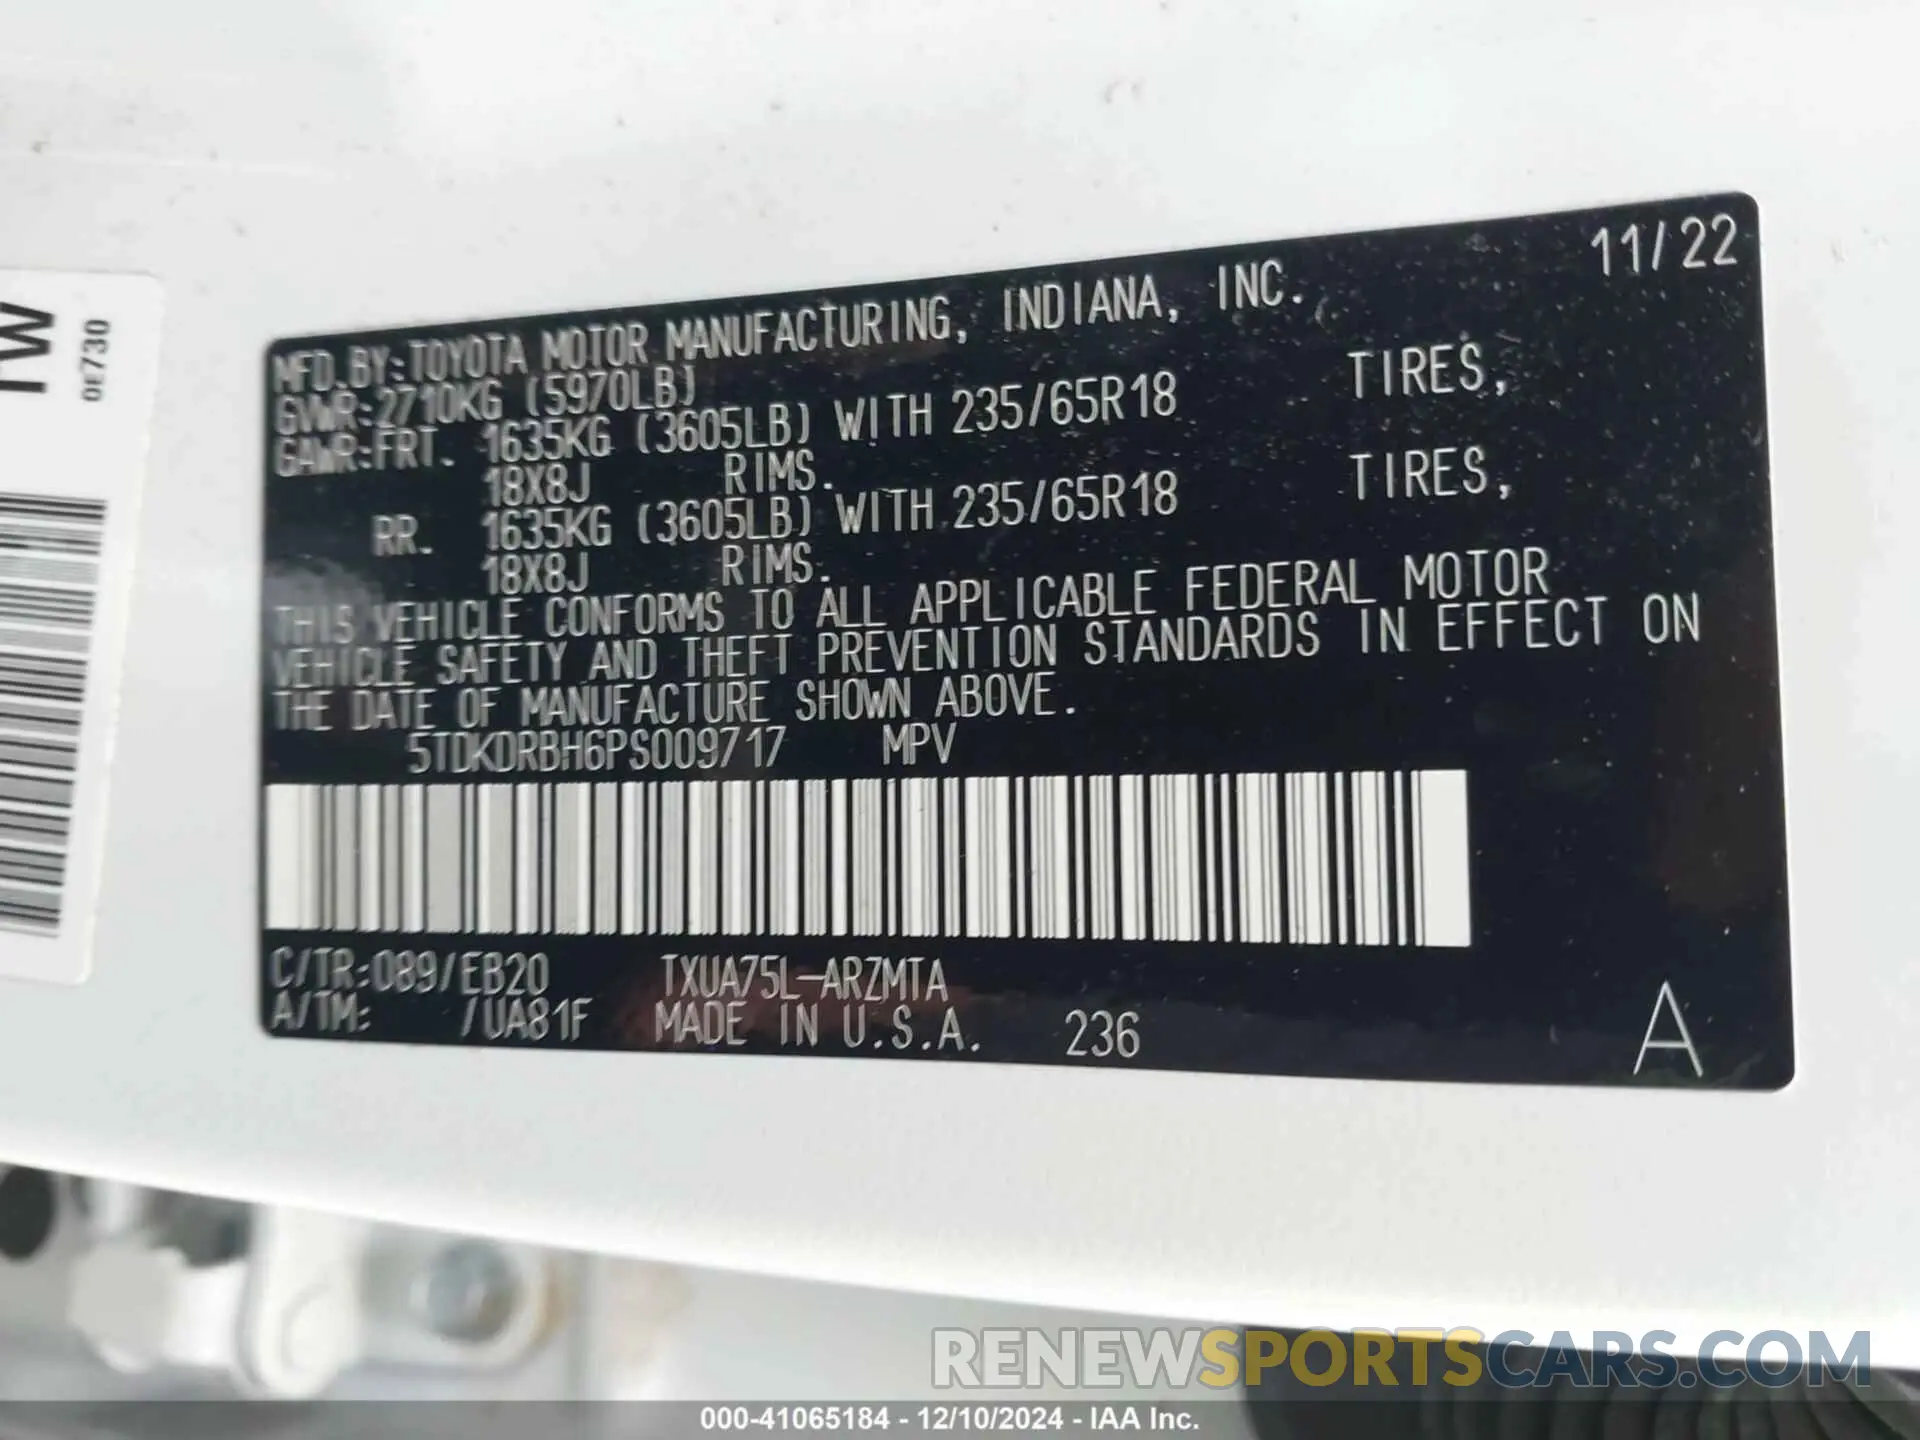 11/22
MFD.BY:TOYOTA MOTOR MANUFACTURING, INDIANA, INC.
GVWR:2710KG (5970LB)
GAWR:FRT. 1635KG (3605LB) WITH 235/65R18 TIRES,
18X8J RIMS.
RR. 1635KG (3605LB) WITH 235/65R18 TIRES,
18X8J RIMS.
THIS VEHICLE CONFORMS TO ALL APPLICABLE FEDERAL MOTOR
VEHICLE SAFETY AND THEFT PREVENTION STANDARDS IN EFFECT ON
THE DATE OF MANUFACTURE SHOWN ABOVE.
5TDKDRBH6PS009717 MPV
C/TR:089/EB20 TXUA75L-ARZMTA
A/TM: /UA81F MADE IN U.S.A. 236 A
0E730
RENEWSPORTSCARS.COM
000-41065184 - 12/10/2024 - IAA Inc.